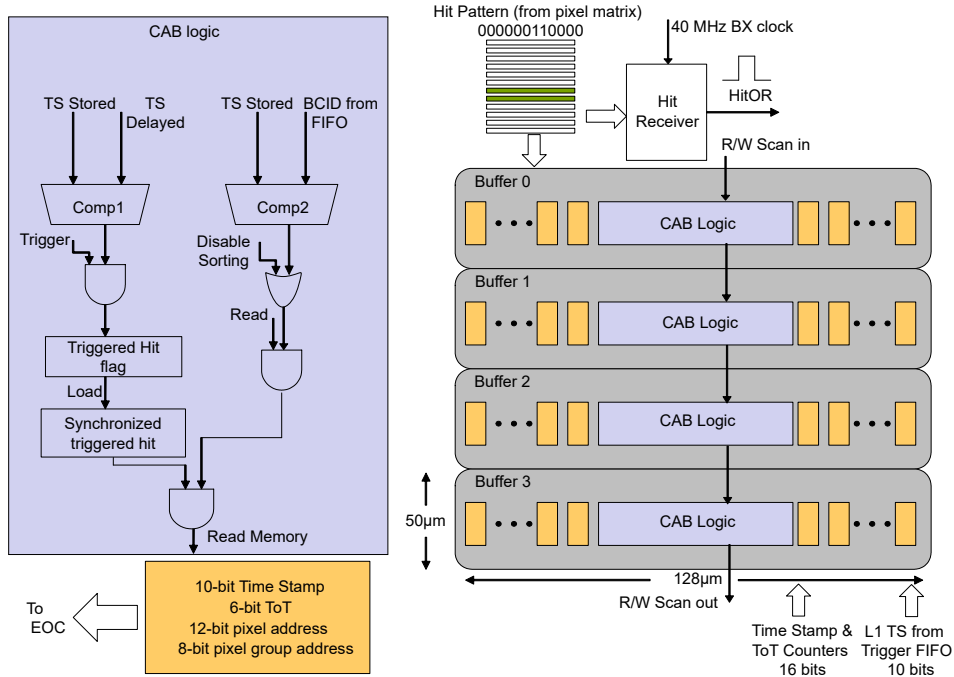 CAB logic
TS Stored
TS
Delayed
TS Stored
BCID from
FIFO
Comp1
Comp2
Trigger
Disable
Sorting
Read
Triggered Hit
flag
Load
Synchronized
triggered hit
Read Memory
10-bit Time Stamp
6-bit ToT
12-bit pixel address
8-bit pixel group address
To
EOC
Hit Pattern (from pixel matrix)
000000110000
40 MHz BX clock
Hit
Receiver
HitOR
R/W Scan in
Buffer 0
CAB Logic
Buffer 1
CAB Logic
Buffer 2
CAB Logic
Buffer 3
CAB Logic
50µm
128µm
R/W Scan out
Time Stamp &
ToT Counters
16 bits
L1 TS from
Trigger FIFO
10 bits